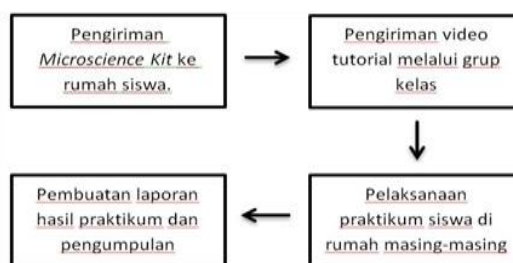 Pengiriman
Microscience Kit ke
rumah siswa.
Pengiriman video
tutorial melalui grup
kelas
Pelaksanaan
praktikum siswa di
rumah masing-masing
Pembuatan laporan
hasil praktikum dan
pengumpulan